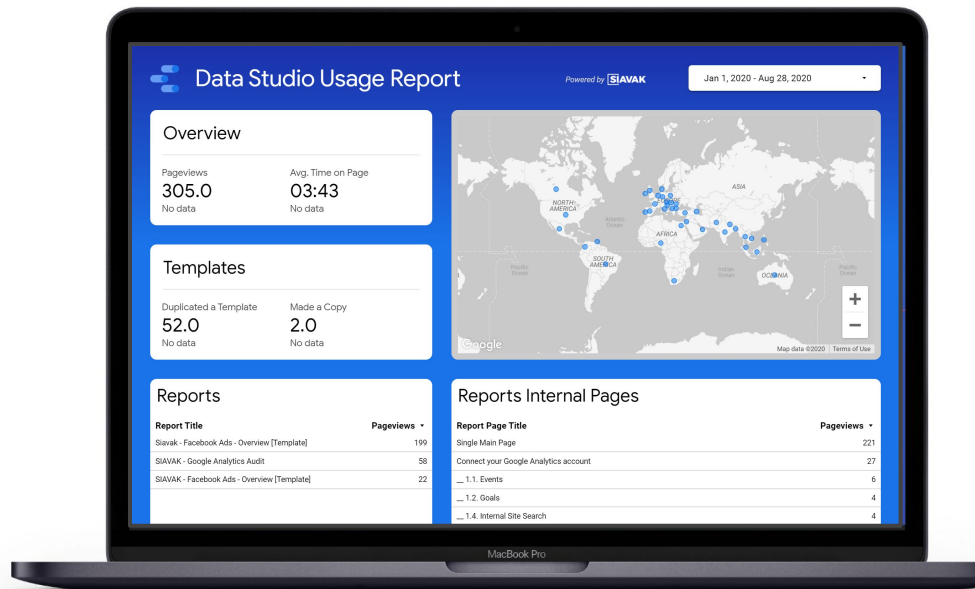 Data Studio Usage Report
Powered by SIAVAK
Jan 1, 2020 - Aug 28, 2020
Overview
Pageviews
Avg. Time on Page
305.0
03:43
No data
No data
Templates
Duplicated a Template
Made a Copy
52.0
2.0
No data
No data
NORTH
AMERICA
Atlantic
Ocean
EUROPE
ASIA
AFRICA
SOUTH
AMERICA
Pacific
Ocean
Indian
Ocean
OCEANIA
Pacific
Ocean
Google
Map data ©2020
Terms of Use
Reports
Report Title Pageviews
Siavak - Facebook Ads - Overview [Template] 199
SIAVAK - Google Analytics Audit 58
SIAVAK - Facebook Ads - Overview [Template] 22
Reports Internal Pages
Report Page Title Pageviews
Single Main Page 221
Connect your Google Analytics account 27
__ 1.1. Events 6
__ 1.2. Goals 4
__ 1.4. Internal Site Search 4
MacBook Pro